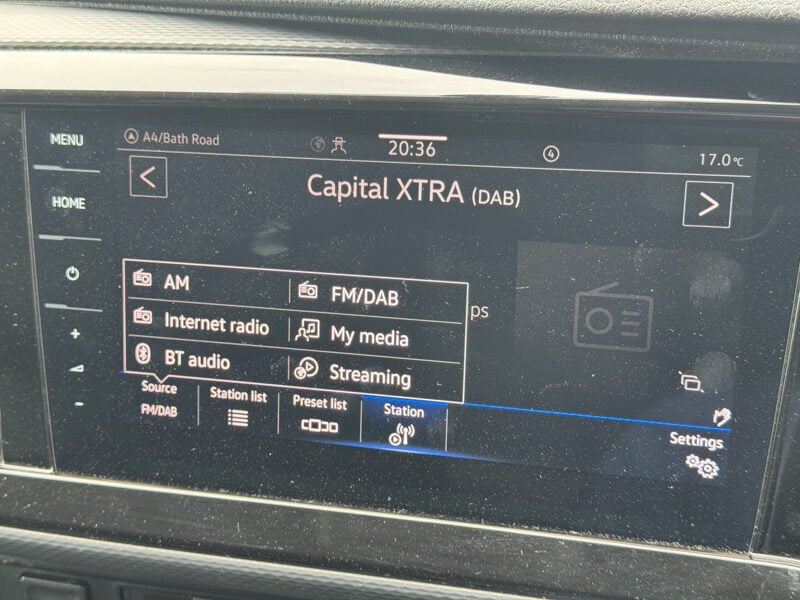 MENU
HOME
+
-
A4/Bath Road
20:36
4
17.0°C
<
Capital XTRA (DAB)
>
AM
FM/DAB
Internet radio
My media
BT audio
Streaming
ps
Source
FM/DAB
Station list
Preset list
Station
Settings